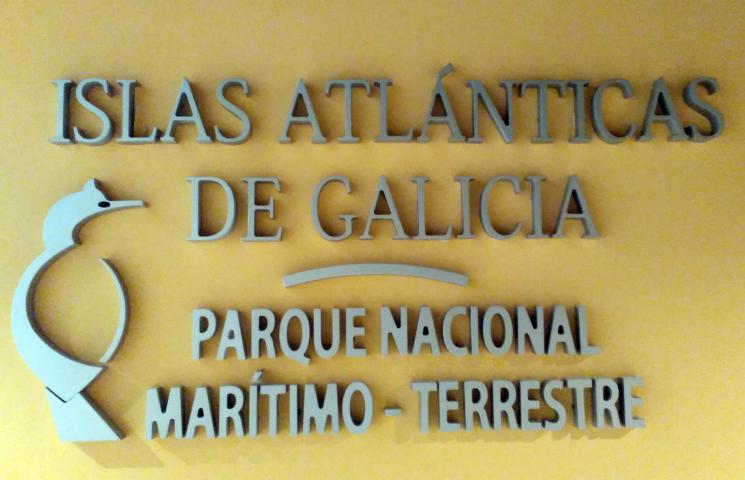 ISLAS ATLÁNTICAS
DE GALICIA
PARQUE NACIONAL
MARÍTIMO - TERRESTRE